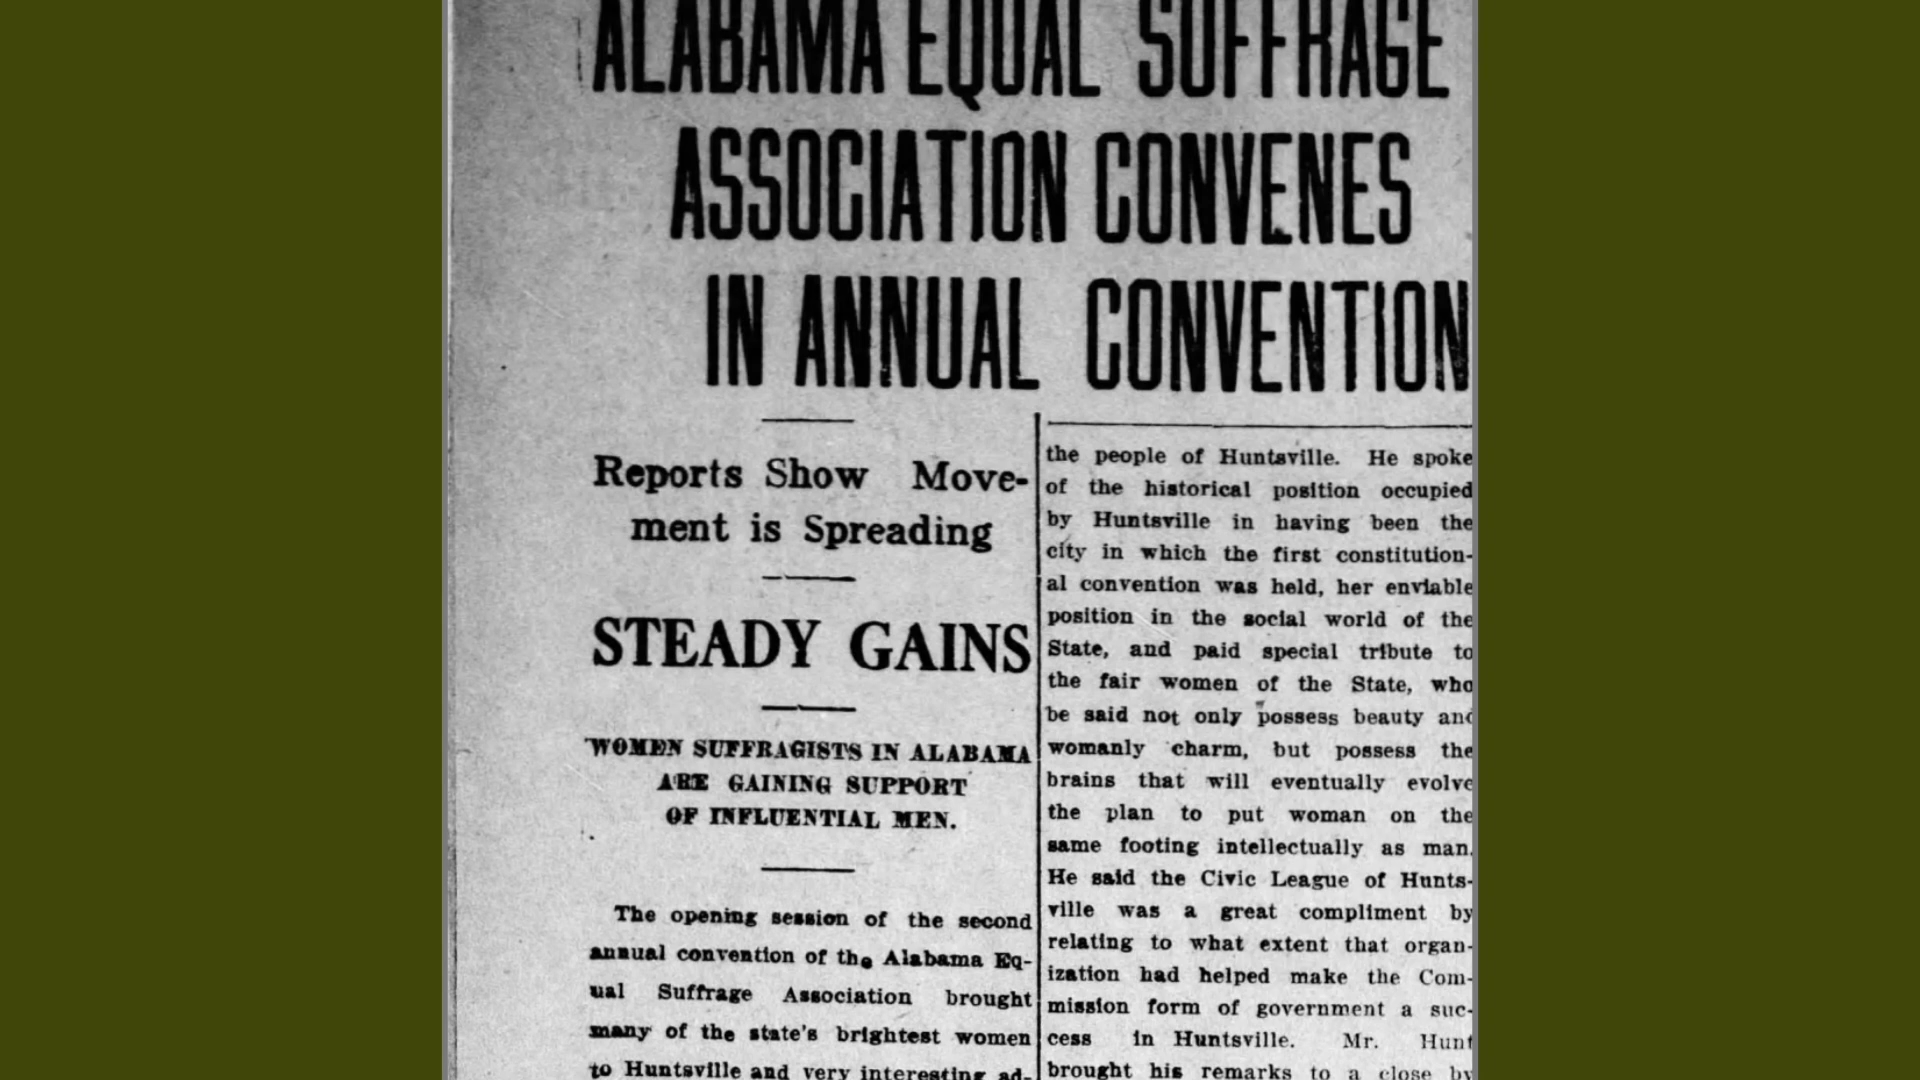 ALABAMA EQUAL SUFFRAGE
ASSOCIATION CONVENES
IN ANNUAL CONVENTION
Reports Show Move-
ment is Spreading
STEADY GAINS
WOMEN SUFFRAGISTS IN ALABAMA
ARE GAINING SUPPORT
OF INFLUENTIAL MEN.
The opening session of the second
annual convention of the Alabama Eq-
ual Suffrage Association brought
many of the state's brightest women
to Huntsville and very interesting ad-
the people of Huntsville. He spoke
of the historical position occupied
by Huntsville in having been the
city in which the first constitution-
al convention was held, her enviable
position in the social world of the
State, and paid special tribute to
the fair women of the State, who
be said not only possess beauty and
womanly charm, but possess the
brains that will eventually evolve
the plan to put woman on the
same footing intellectually as man.
He said the Civic League of Hunts-
ville was a great compliment by
relating to what extent that organ-
ization had helped make the Com-
mission form of government a suc-
cess in Huntsville. Mr. Hunt
brought his remarks to a close by